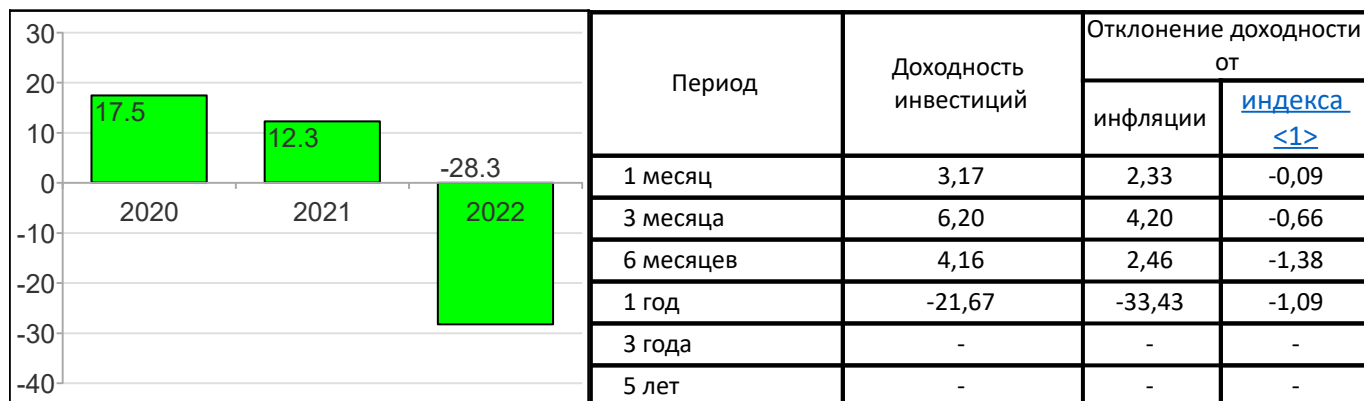 30
20
10
0
-10
-20
-30
-40
17.5
12.3
-28.3
2020 2021 2022
Период
Доходность
инвестиций
Отклонение доходности
от
инфляции
индекса
<1>
1 месяц 3,17 2,33 -0,09
3 месяца 6,20 4,20 -0,66
6 месяцев 4,16 2,46 -1,38
1 год -21,67 -33,43 -1,09
3 года - - -
5 лет - - -